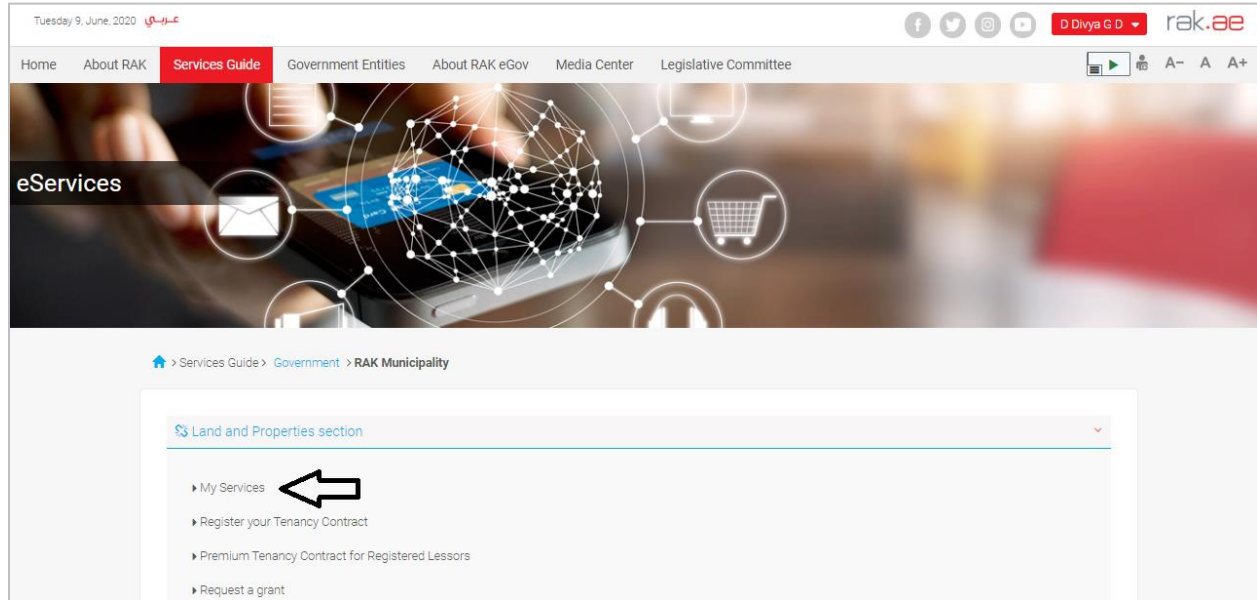 Tuesday 9, June, 2020 عـربـي
D Divya G D
rak.ae
Home About RAK Services Guide Government Entities About RAK eGov Media Center Legislative Committee A- A A+
eServices
> Services Guide > Government > RAK Municipality
Land and Properties section
My Services
Register your Tenancy Contract
Premium Tenancy Contract for Registered Lessors
Request a grant